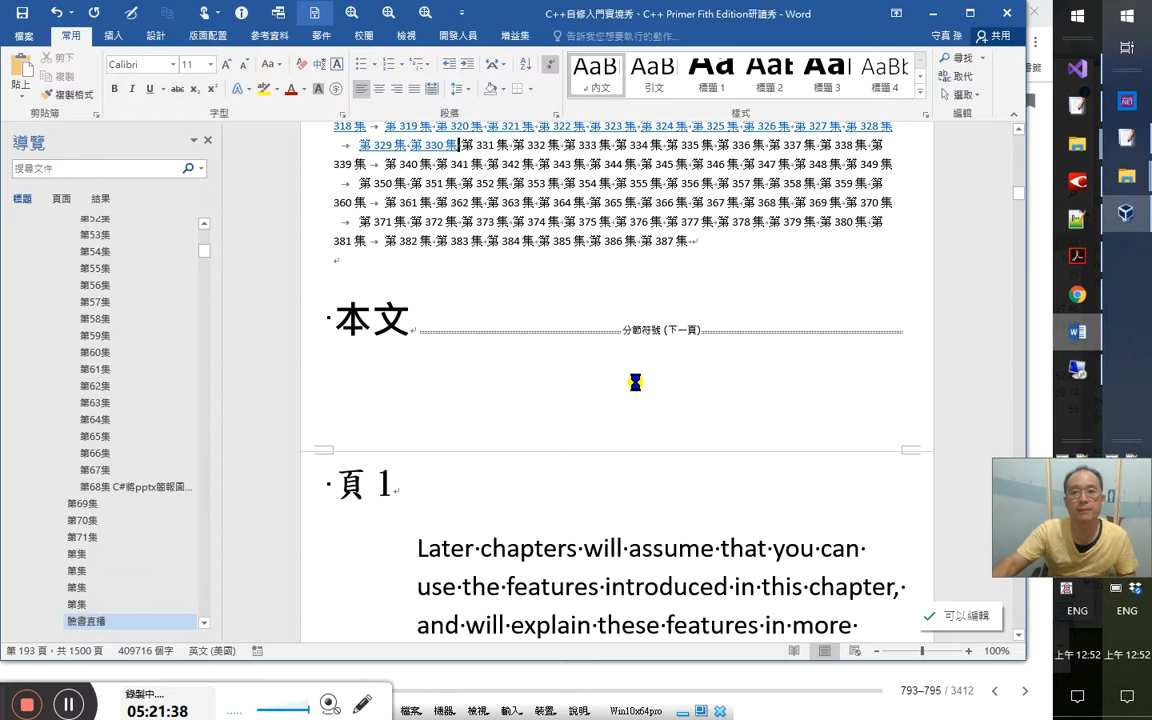 C++自修入門實境秀、C++ Primer Fith Edition研讀秀 - Word
檔案 常用 插入 設計 版面配置 參考資料 郵件 校閱 檢視 開發人員 增益集 告訴我您想要執行的動作... 守真 孫 共用
貼上 剪下 複製 複製格式 剪貼簿
Calibri 11 字型
段落
AaB AaBb AaB AaB AaB AaBb
內文 引文 標題 1 標題 2 標題 3 標題 4 樣式
尋找 取代 選取 編輯
導覽
搜尋文件
標題 頁面 結果
第52集
第53集
第54集
第55集
第56集
第57集
第58集
第59集
第60集
第61集
第62集
第63集
第64集
第65集
第66集
第67集
第68集 C#將pptx簡報圖...
第69集
第70集
第71集
第集
第集
第集
第集
臉書直播
318 集 → 第 319 集 第 320 集 第 321 集 第 322 集 第 323 集 第 324 集 第 325 集 第 326 集 第 327 集 第 328 集
→ 第 329 集 第 330 集 第 331 集 第 332 集 第 333 集 第 334 集 第 335 集 第 336 集 第 337 集 第 338 集 第
339 集 → 第 340 集 第 341 集 第 342 集 第 343 集 第 344 集 第 345 集 第 346 集 第 347 集 第 348 集 第 349 集
→ 第 350 集 第 351 集 第 352 集 第 353 集 第 354 集 第 355 集 第 356 集 第 357 集 第 358 集 第 359 集 第
360 集 → 第 361 集 第 362 集 第 363 集 第 364 集 第 365 集 第 366 集 第 367 集 第 368 集 第 369 集 第 370 集
→ 第 371 集 第 372 集 第 373 集 第 374 集 第 375 集 第 376 集 第 377 集 第 378 集 第 379 集 第 380 集 第
381 集 → 第 382 集 第 383 集 第 384 集 第 385 集 第 386 集 第 387 集
本文 分節符號 (下一頁)
頁 1
Later chapters will assume that you can
use the features introduced in this chapter,
and will explain these features in more
可以編輯
第 193 頁，共 1500 頁 409716 個字 英文 (美國) 100%
ENG ENG
上午 12:52 上午 12:52
錄製中....
05:21:38
793–795 / 3412
檔案 機器 檢視 輸入 裝置 說明 Win10x64pro